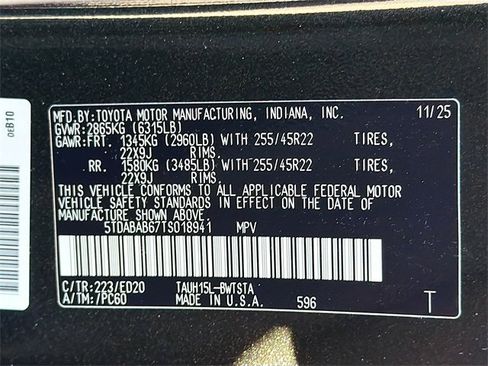 0EB10
MFD.BY:TOYOTA MOTOR MANUFACTURING, INDIANA, INC. 11/25
GVWR:2865KG (6315LB)
GAWR:FRT. 1345KG (2960LB) WITH 255/45R22 TIRES,
22X9J RIMS.
RR. 1580KG (3485LB) WITH 255/45R22 TIRES,
22X9J RIMS.
THIS VEHICLE CONFORMS TO ALL APPLICABLE FEDERAL MOTOR
VEHICLE SAFETY STANDARDS IN EFFECT ON THE DATE OF
MANUFACTURE SHOWN ABOVE.
5TDABAB67TS018941 MPV
C/TR:223/ED20 TAUH15L-BWTSTA
A/TM:/PC60 MADE IN U.S.A. 596 T